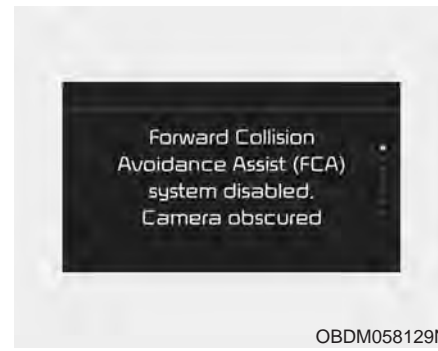 Forward Collision
Avoidance Assist (FCA)
system disabled.
Camera obscured
OBDM058129N